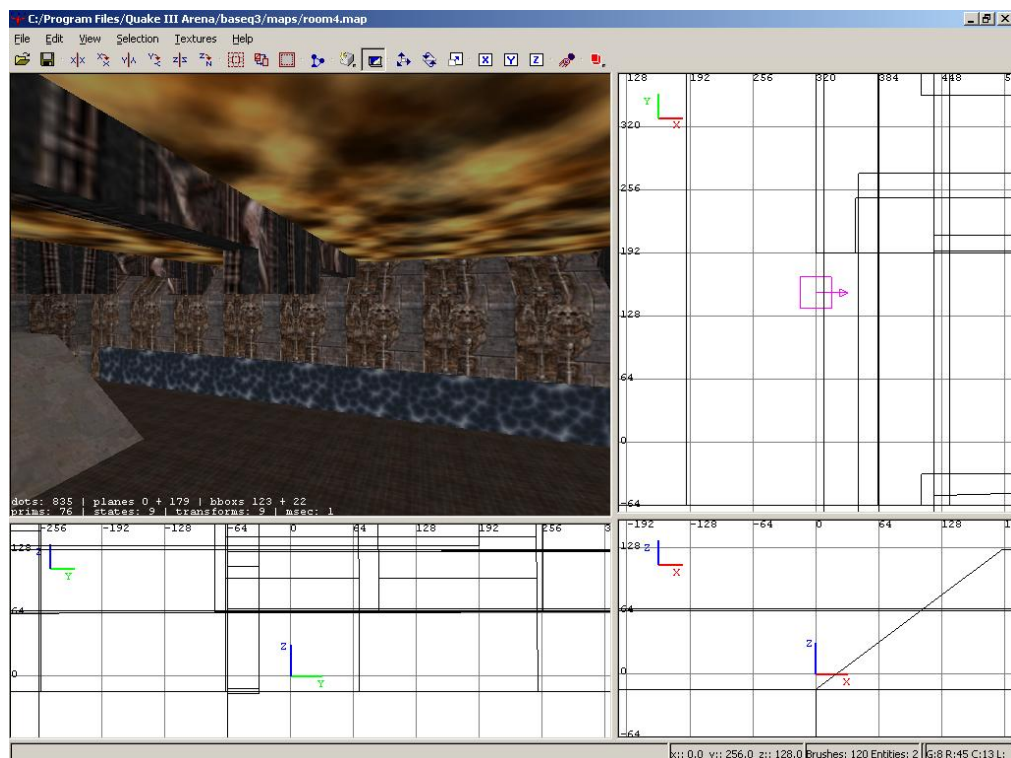 C:/Program Files/Quake III Arena/baseq3/maps/room4.map
File Edit View Selection Textures Help
X Y Z
128 192 256 320 384 448
Y
X
320
256
192
128
64
0
-64
dots: 835 | planes 0 + 179 | bboxs 123 + 22
prims: 76 | states: 9 | transforms: 9 | msec: 1
-256 -192 -128 -64 0 64 128 192 256
128
Z
Y
64
Z
0
Y
-192 -128 -64 0 64 128
128
Z
X
64
Z
0
X
-64
x:: 0.0 y:: 256.0 z:: 128.0 Brushes: 120 Entities: 2 G:8 R:45 C:13 L: